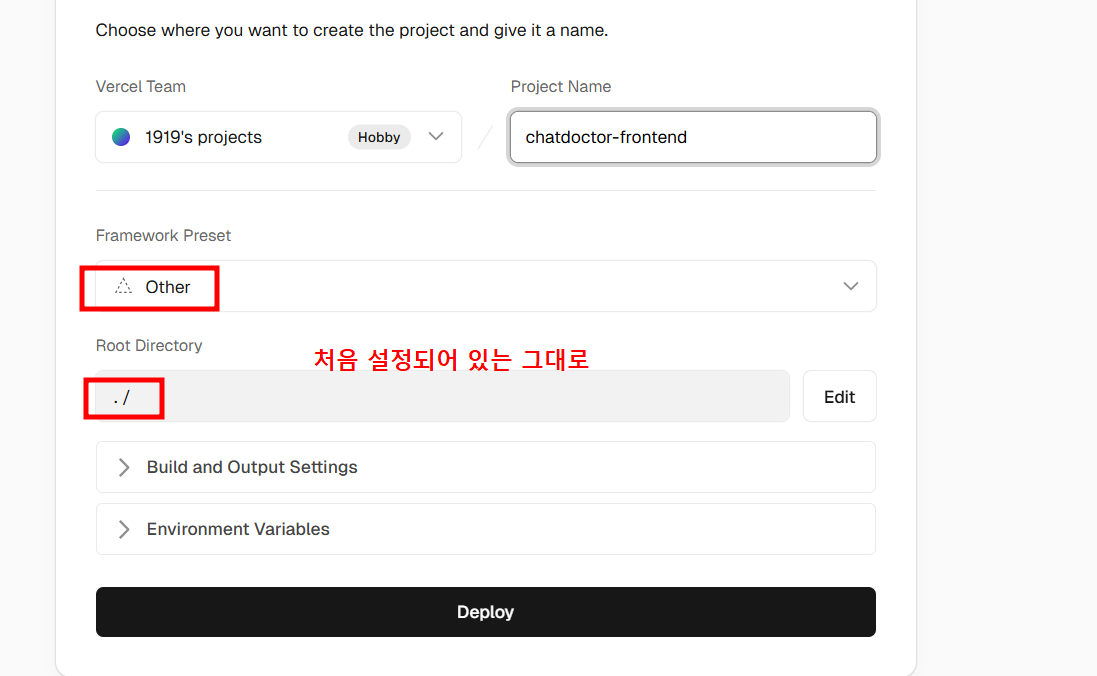 Choose where you want to create the project and give it a name.
Vercel Team
Project Name
1919's projects
Hobby
chatdoctor-frontend
Framework Preset
Other
Root Directory
처음 설정되어 있는 그대로
./
Edit
Build and Output Settings
Environment Variables
Deploy